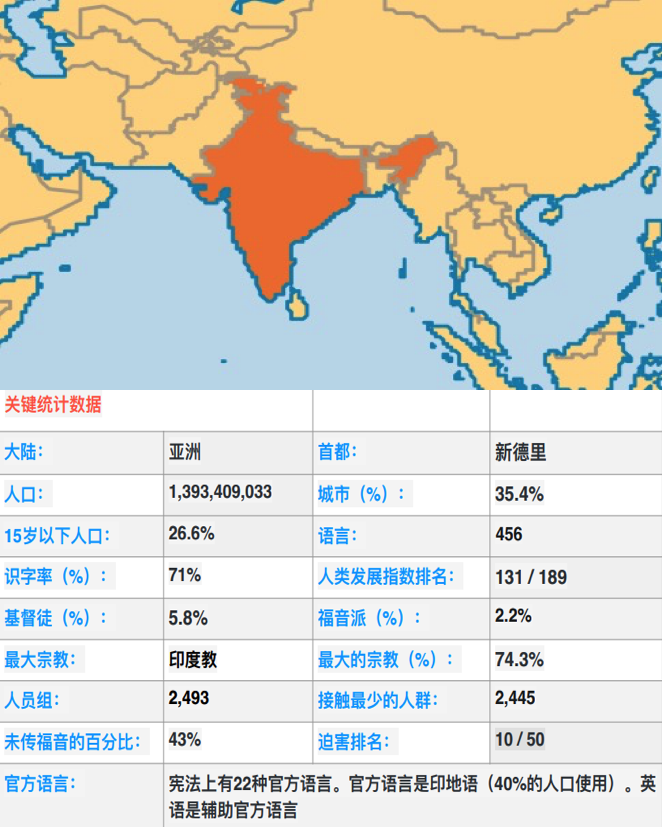 关键统计数据
大陆： 亚洲 首都： 新德里
人口： 1,393,409,033 城市（%）： 35.4%
15岁以下人口： 26.6% 语言： 456
识字率（%）： 71% 人类发展指数排名： 131 / 189
基督徒（%）： 5.8% 福音派（%）： 2.2%
最大宗教： 印度教 最大的宗教（%）： 74.3%
人员组： 2,493 接触最少的人群： 2,445
未传福音的百分比： 43% 迫害排名： 10 / 50
官方语言： 宪法上有22种官方语言。官方语言是印地语（40%的人口使用）。英
语是辅助官方语言